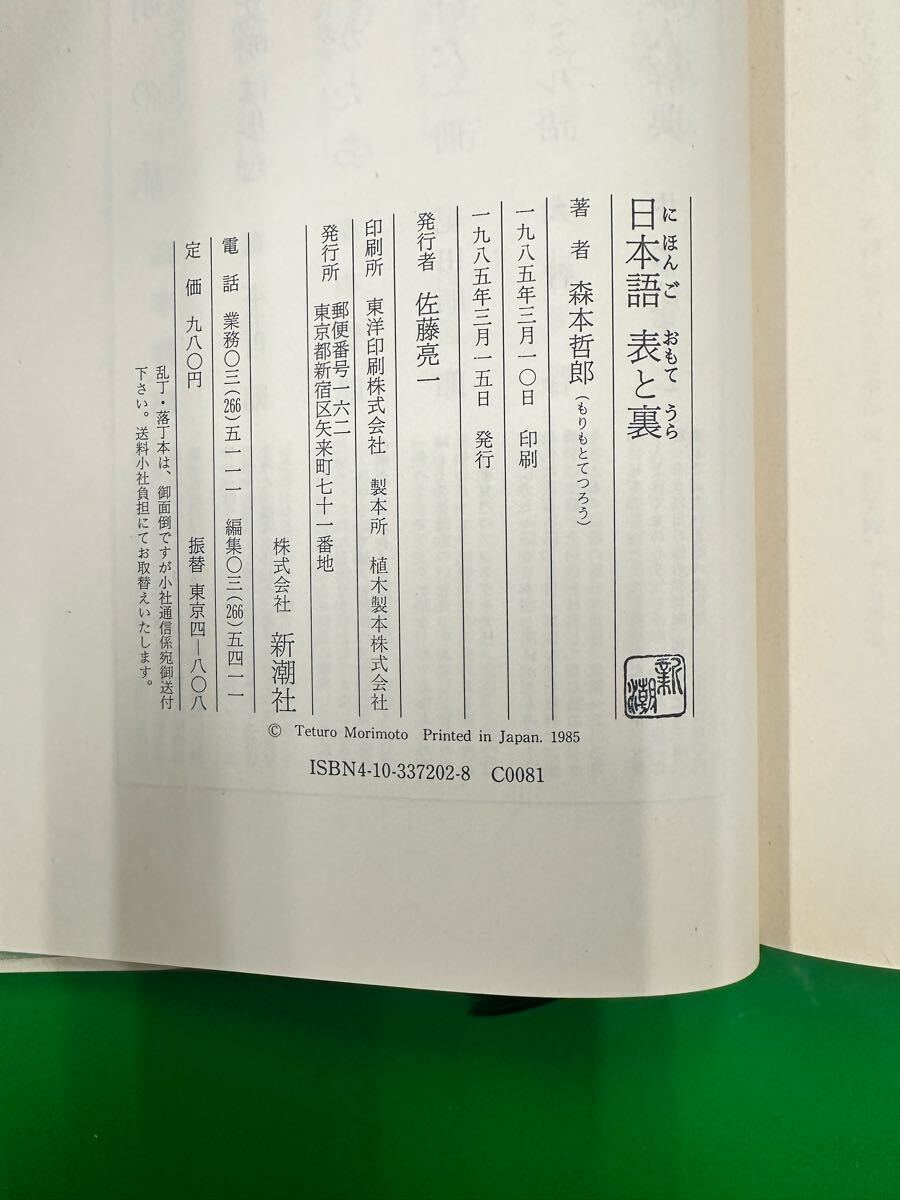 にほんご おもて うら
日本語 表と裏
著者 森本哲郎(もりもとてつろう)
一九八五年三月一〇日 印刷
一九八五年三月一五日 発行
発行者 佐藤亮一
印刷所 東洋印刷株式会社 製本所 植木製本株式会社
発行所 郵便番号一六二
東京都新宿区矢来町七十一番地
株式会社 新潮社
電話 業務〇三(266)五一一一 編集〇三(266)五四一一
定価 九八〇円 振替 東京四―八〇八
乱丁・落丁本は、御面倒ですが小社通信係宛御送付
下さい。送料小社負担にてお取替えいたします。
新潮
© Teturo Morimoto Printed in Japan. 1985
ISBN4-10-337202-8 C0081